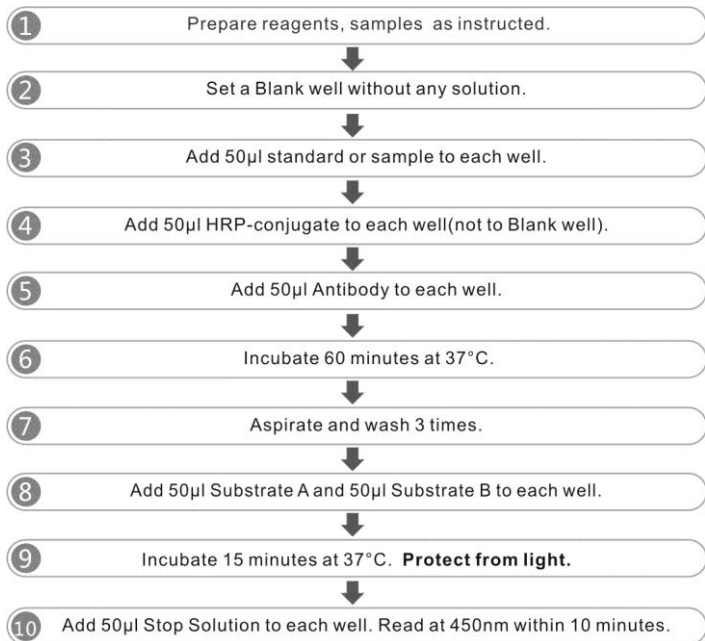 1 Prepare reagents, samples as instructed.
2 Set a Blank well without any solution.
3 Add 50µl standard or sample to each well.
4 Add 50µl HRP-conjugate to each well(not to Blank well).
5 Add 50µl Antibody to each well.
6 Incubate 60 minutes at 37°C.
7 Aspirate and wash 3 times.
8 Add 50µl Substrate A and 50µl Substrate B to each well.
9 Incubate 15 minutes at 37°C. Protect from light.
10 Add 50µl Stop Solution to each well. Read at 450nm within 10 minutes.